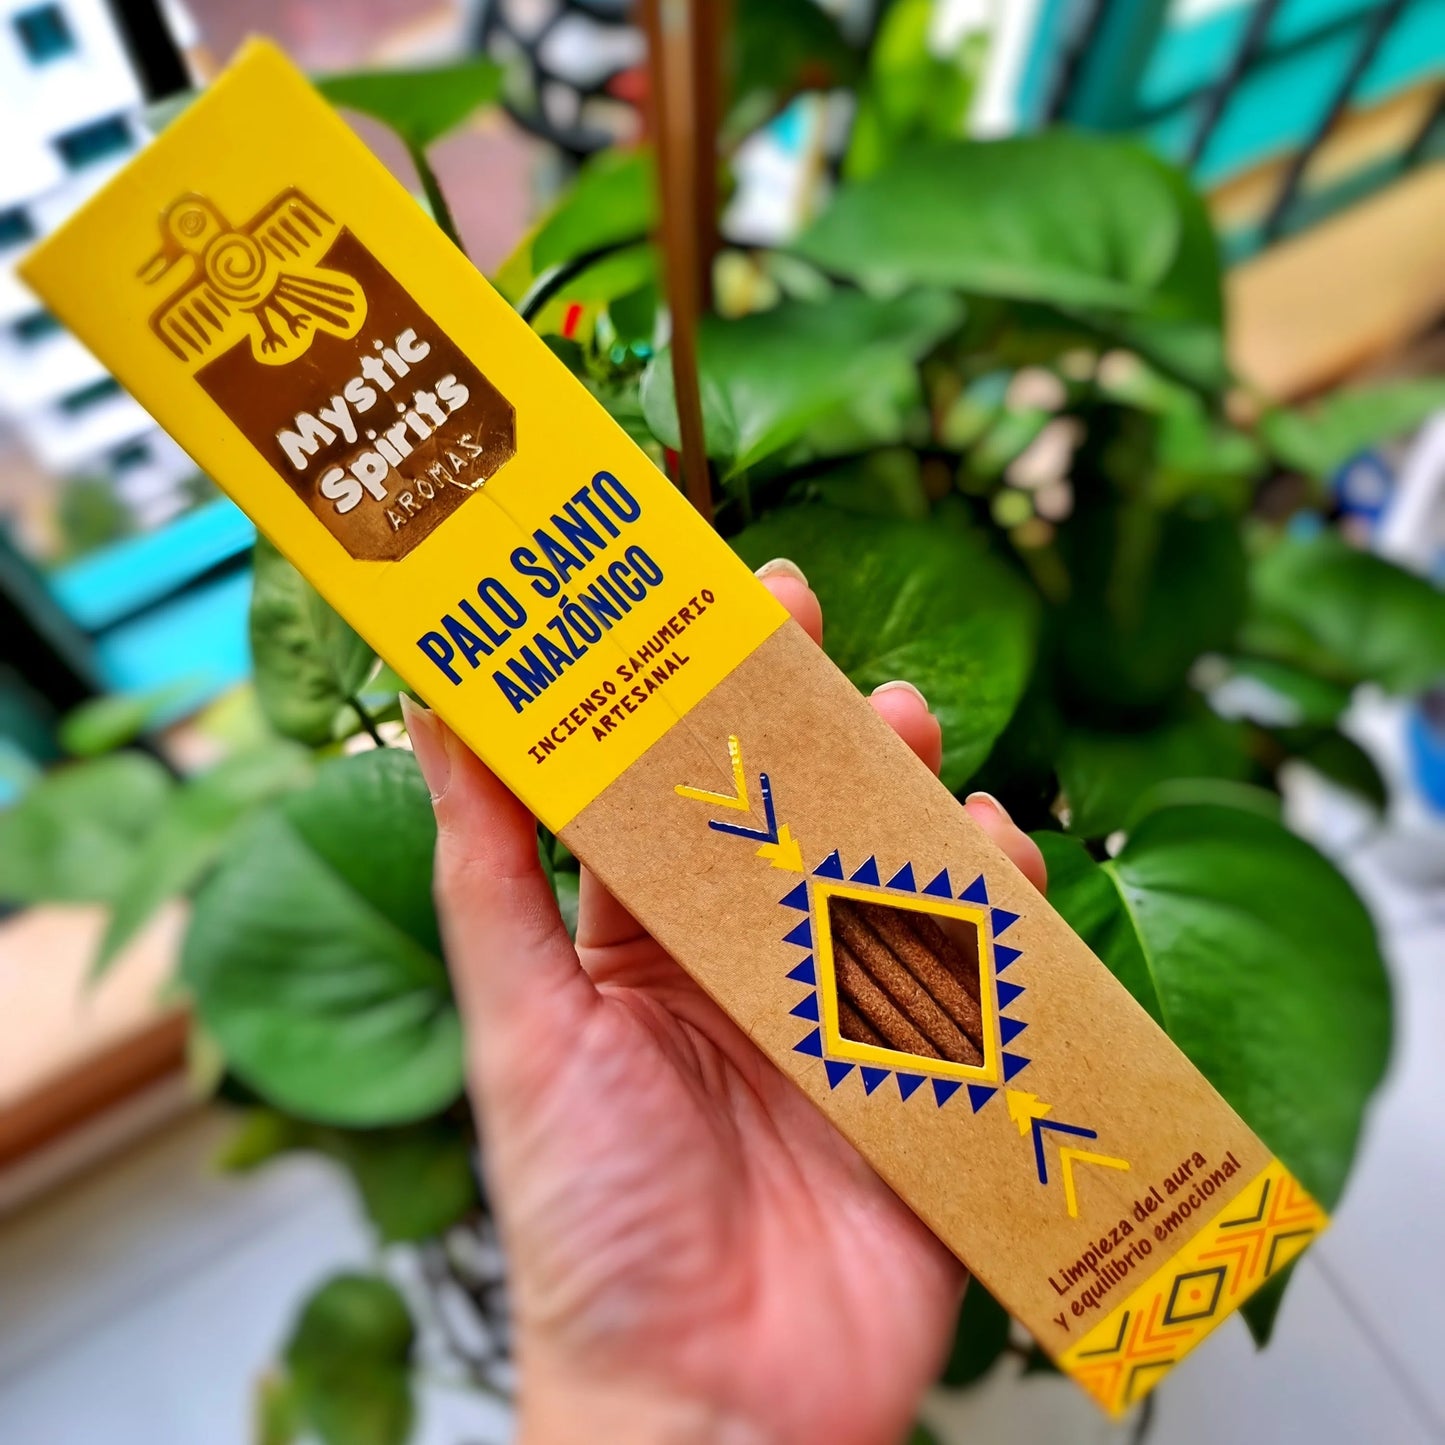 Mystic
Spirits
AROMAS
PALO SANTO
AMAZÓNICO
INCIENSO SAHUMERIO
ARTESANAL
Limpieza del aura
y equilibrio emocional